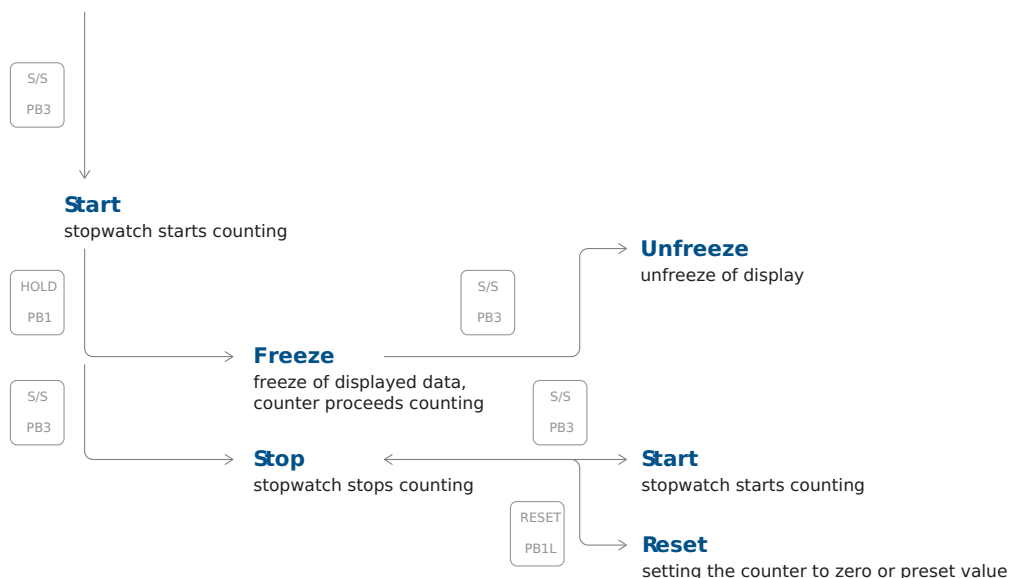 S/S
PB3
Start
stopwatch starts counting
Unfreeze
unfreeze of display
HOLD
PB1
S/S
PB3
Freeze
freeze of displayed data,
counter proceeds counting
S/S
PB3
S/S
PB3
Stop
stopwatch stops counting
Start
stopwatch starts counting
RESET
PB1L
Reset
setting the counter to zero or preset value